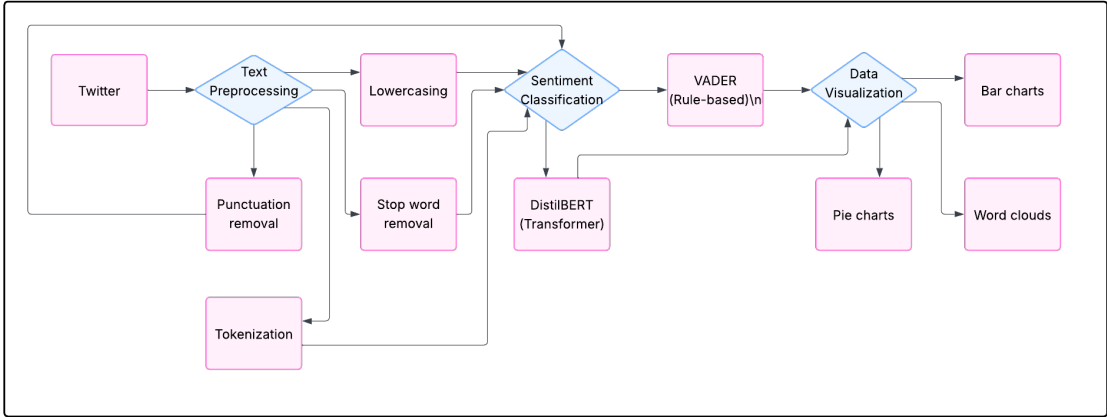 Twitter
Text
Preprocessing
Lowercasing
Sentiment
Classification
VADER
(Rule-based)\n
Data
Visualization
Bar charts
Punctuation
removal
Stop word
removal
DistilBERT
(Transformer)
Pie charts
Word clouds
Tokenization